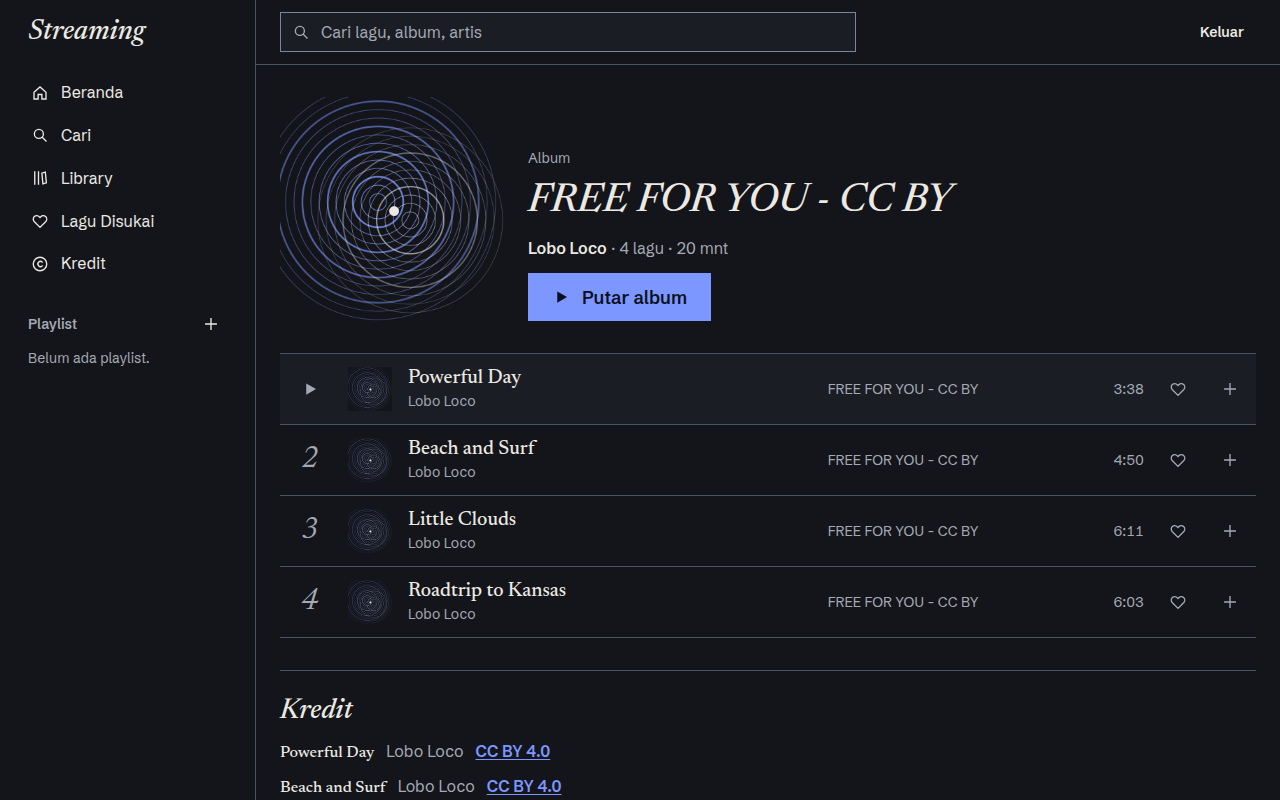 Streaming
Cari lagu, album, artis
Keluar
Beranda
Cari
Library
Lagu Disukai
Kredit
Playlist
Belum ada playlist.
Album
FREE FOR YOU - CC BY
Lobo Loco · 4 lagu · 20 mnt
Putar album
Powerful Day
Lobo Loco
FREE FOR YOU - CC BY
3:38
2
Beach and Surf
Lobo Loco
FREE FOR YOU - CC BY
4:50
3
Little Clouds
Lobo Loco
FREE FOR YOU - CC BY
6:11
4
Roadtrip to Kansas
Lobo Loco
FREE FOR YOU - CC BY
6:03
Kredit
Powerful Day Lobo Loco CC BY 4.0
Beach and Surf Lobo Loco CC BY 4.0